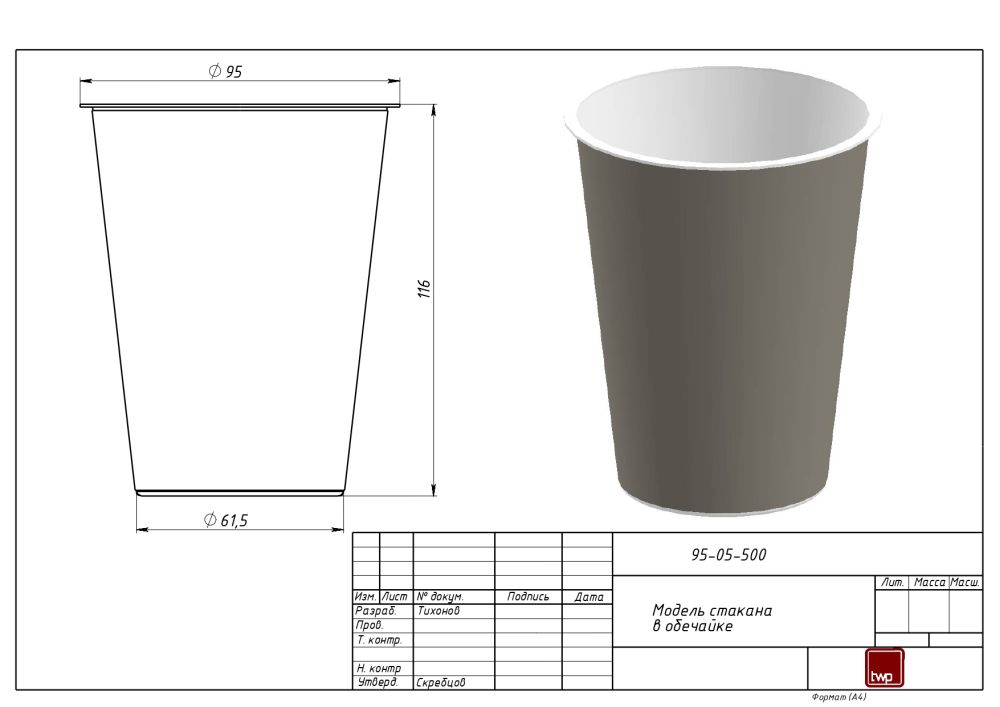 ⌀ 95
116
⌀ 61,5
95-05-500
Лит. Масса Масш.
Изм. Лист № докум. Подпись Дата
Разраб. Тихонов
Модель стакана
в обечайке
Пров.
Т. контр.
Н. контр
Утверд. Скребцов
twp
Формат (А4)